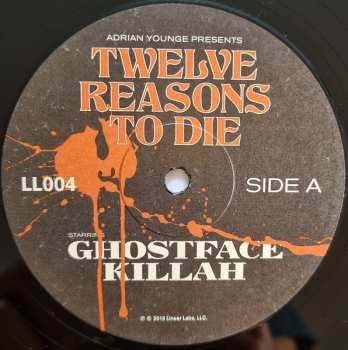 ADRIAN YOUNGE PRESENTS
TWELVE
REASONS
TO DIE
LL004
SIDE A
STARRING
GHOSTFACE
KILLAH
℗ © 2013 Linear Labs, LLC.